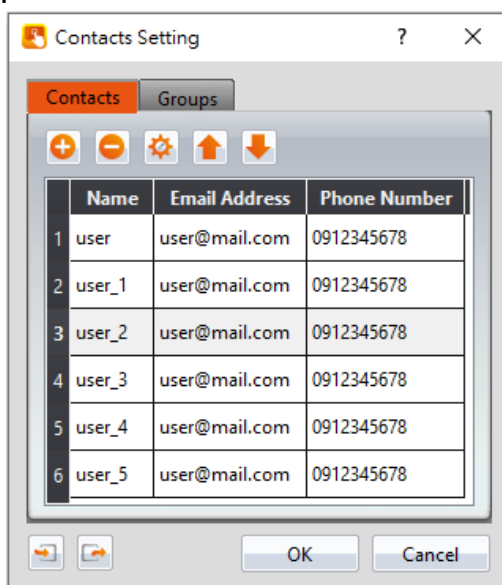 Contacts Setting ? ×
Contacts Groups
Name Email Address Phone Number
1 user user@mail.com 0912345678
2 user_1 user@mail.com 0912345678
3 user_2 user@mail.com 0912345678
4 user_3 user@mail.com 0912345678
5 user_4 user@mail.com 0912345678
6 user_5 user@mail.com 0912345678
OK Cancel